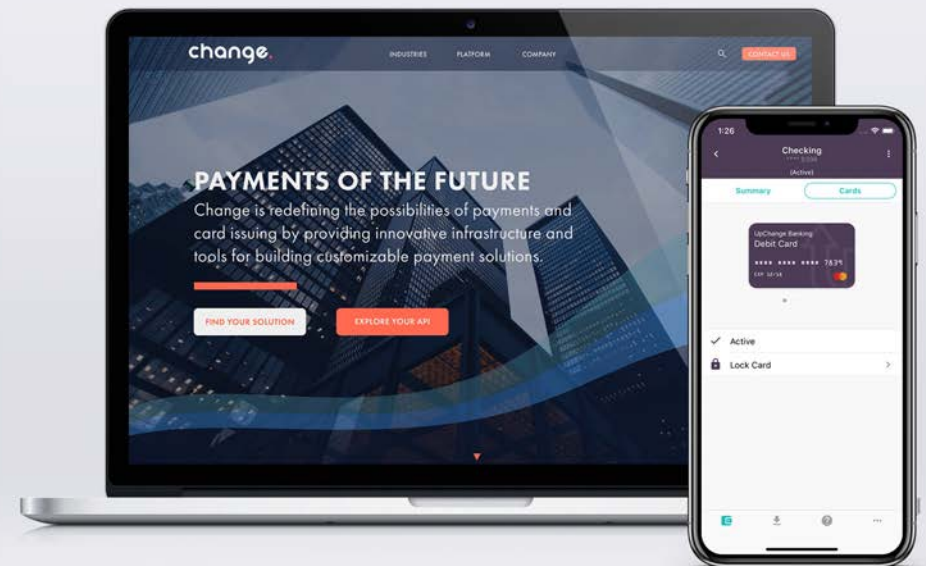 change.
INDUSTRIES PLATFORM COMPANY
CONTACT US
PAYMENTS OF THE FUTURE
Change is redefining the possibilities of payments and
card issuing by providing innovative infrastructure and
tools for building customizable payment solutions.
FIND YOUR SOLUTION
EXPLORE YOUR API
1:26
Checking
(Active)
Summary
Cards
UpChange Banking
Debit Card
**** **** **** 7639
Active
Lock Card